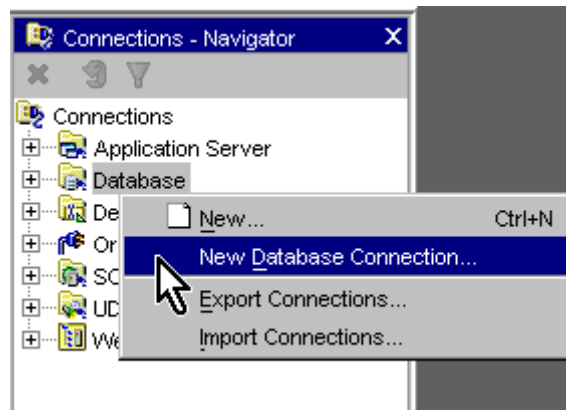 Connections - Navigator
Connections
Application Server
Database
De
New... Ctrl+N
Or
New Database Connection...
SC
Export Connections...
UD
Import Connections...
We